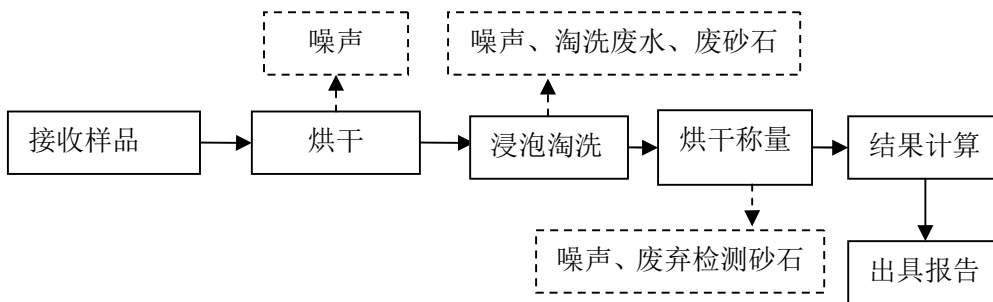 噪声
噪声、淘洗废水、废砂石
接收样品
烘干
浸泡淘洗
烘干称量
结果计算
噪声、废弃检测砂石
出具报告